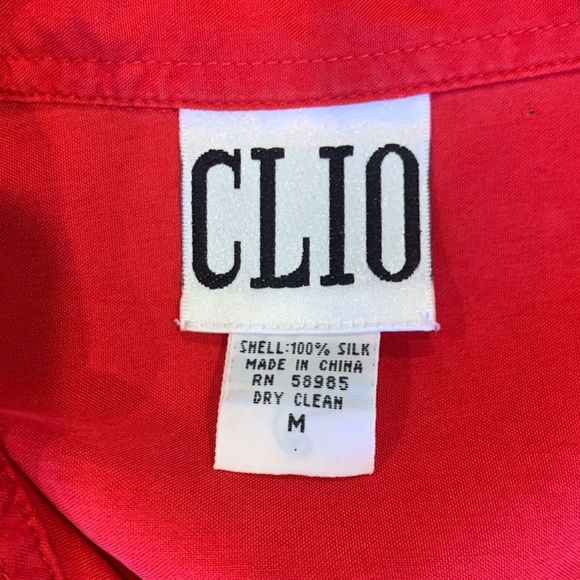 CLIO
SHELL:100% SILK
MADE IN CHINA
RN 58985
DRY CLEAN
M